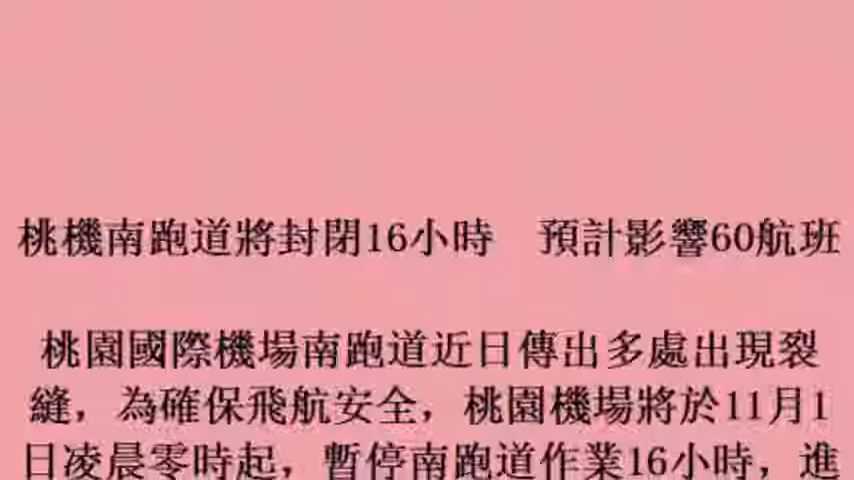 桃機南跑道將封閉16小時　預計影響60航班
桃園國際機場南跑道近日傳出多處出現裂
縫，為確保飛航安全，桃園機場將於11月1
日凌晨零時起，暫停南跑道作業16小時，進